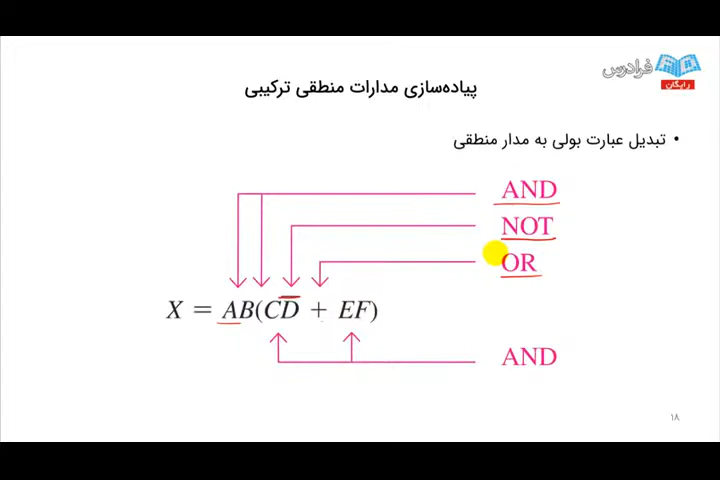 فرادرس
رایگان
پیاده‌سازی مدارات منطقی ترکیبی
• تبدیل عبارت بولی به مدار منطقی
AND
NOT
OR
X = AB(CD̅ + EF)
AND
۱۸